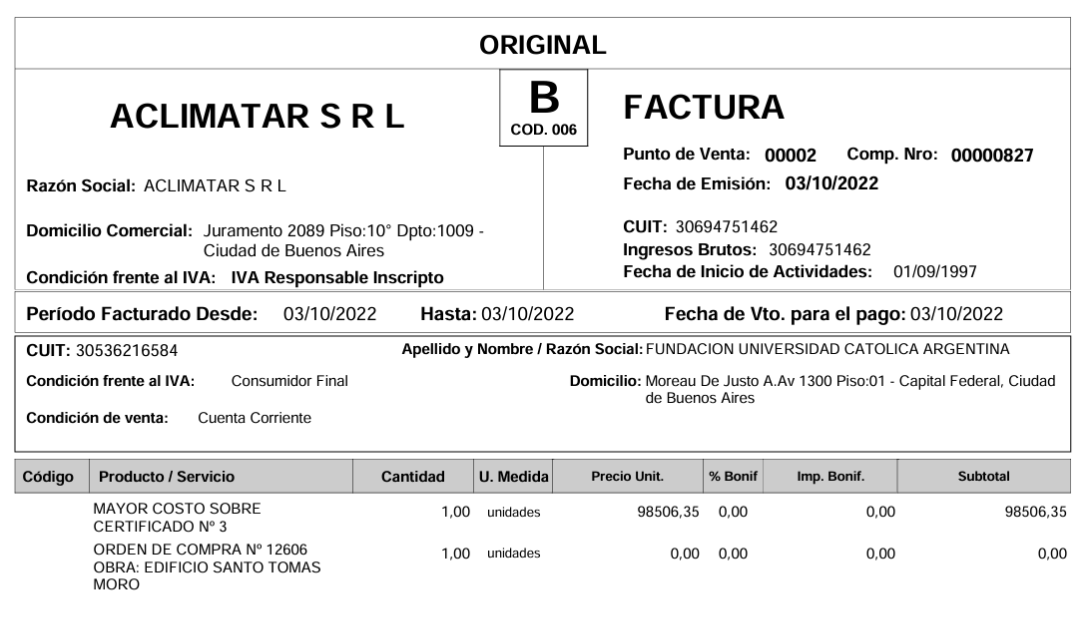 ORIGINAL
ACLIMATAR S R L
B
COD. 006
FACTURA
Punto de Venta: 00002 Comp. Nro: 00000827
Razón Social: ACLIMATAR S R L
Fecha de Emisión: 03/10/2022
Domicilio Comercial: Juramento 2089 Piso:10° Dpto:1009 -
Ciudad de Buenos Aires
CUIT: 30694751462
Ingresos Brutos: 30694751462
Condición frente al IVA: IVA Responsable Inscripto
Fecha de Inicio de Actividades: 01/09/1997
Período Facturado Desde: 03/10/2022 Hasta: 03/10/2022 Fecha de Vto. para el pago: 03/10/2022
CUIT: 30536216584 Apellido y Nombre / Razón Social: FUNDACION UNIVERSIDAD CATOLICA ARGENTINA
Condición frente al IVA: Consumidor Final Domicilio: Moreau De Justo A.Av 1300 Piso:01 - Capital Federal, Ciudad
de Buenos Aires
Condición de venta: Cuenta Corriente
Código Producto / Servicio Cantidad U. Medida Precio Unit. % Bonif Imp. Bonif. Subtotal
MAYOR COSTO SOBRE 1,00 unidades 98506,35 0,00 0,00 98506,35
CERTIFICADO Nº 3
ORDEN DE COMPRA Nº 12606 1,00 unidades 0,00 0,00 0,00 0,00
OBRA: EDIFICIO SANTO TOMAS
MORO